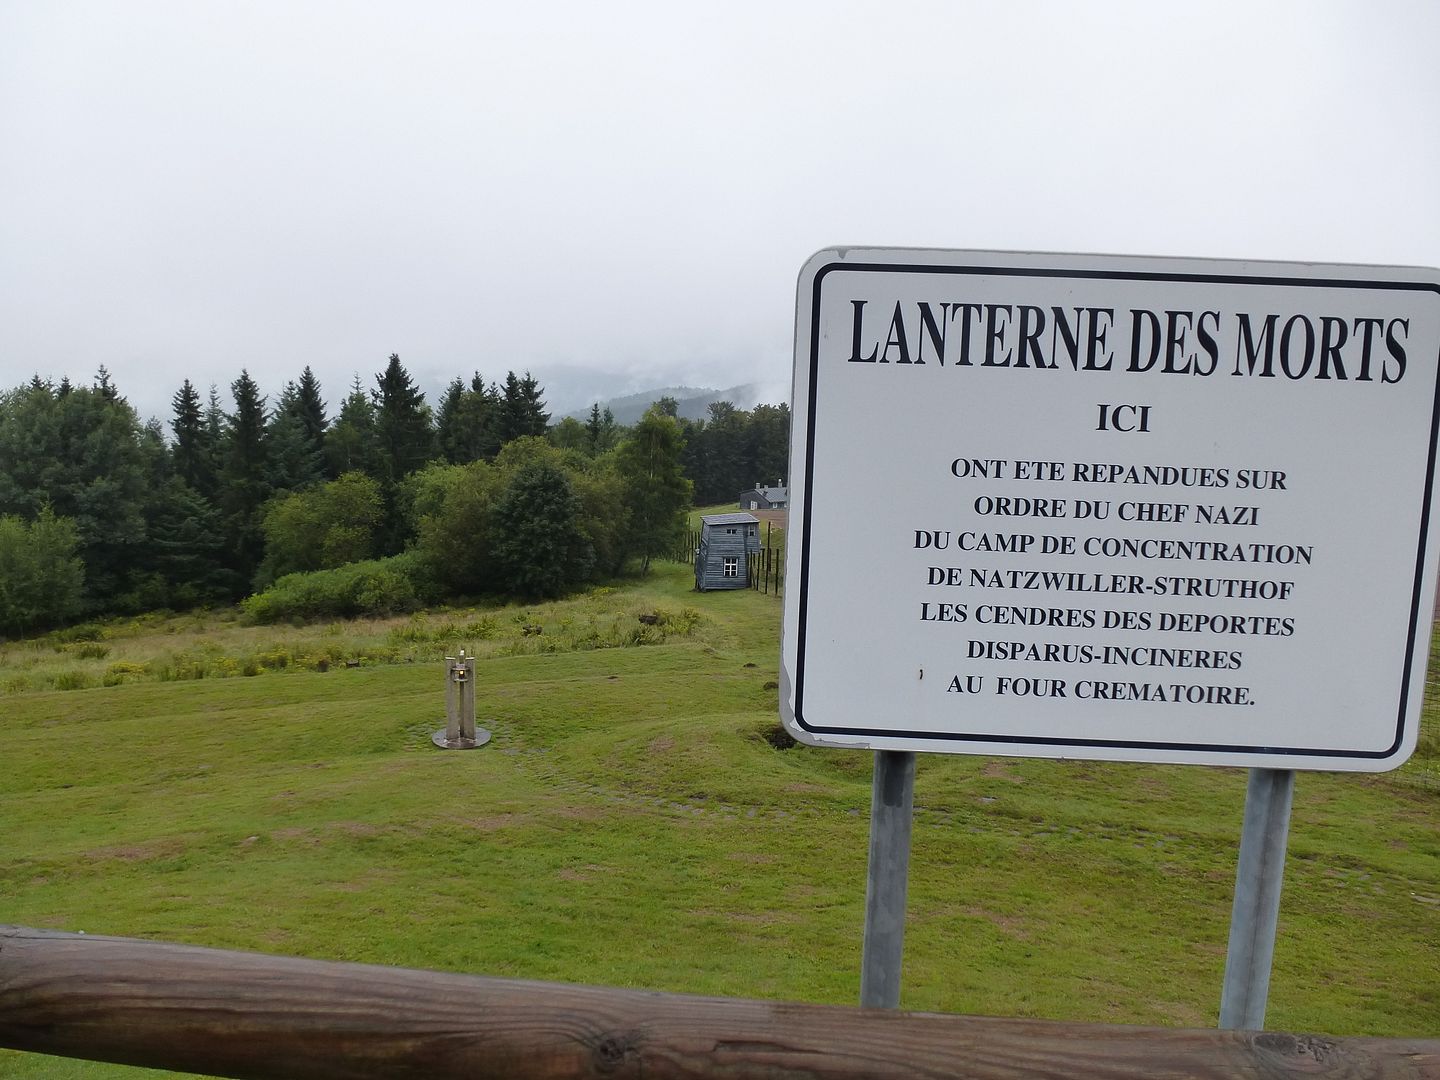 LANTERNE DES MORTS
ICI
ONT ETE REPANDUES SUR
ORDRE DU CHEF NAZI
DU CAMP DE CONCENTRATION
DE NATZWILLER-STRUTHOF
LES CENDRES DES DEPORTES
DISPARUS-INCINERES
AU FOUR CREMATOIRE.